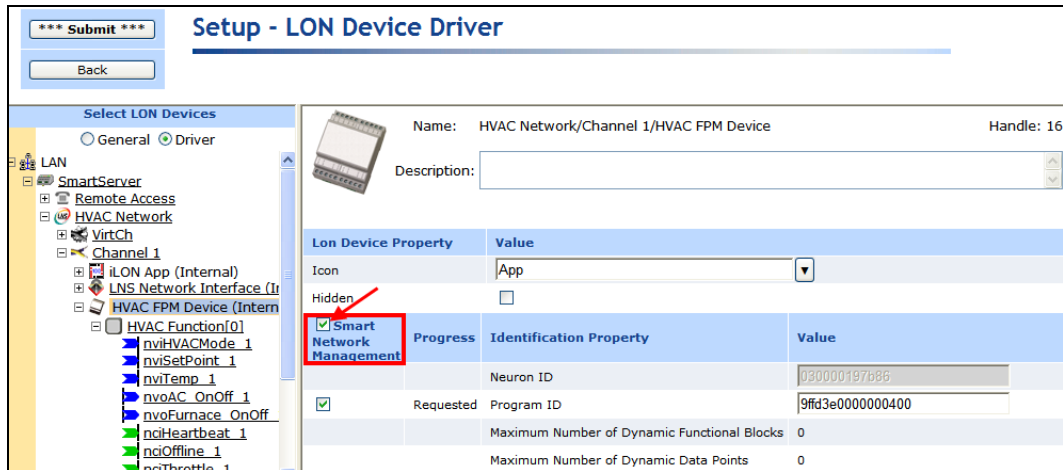 *** Submit ***
Setup - LON Device Driver
Back
Select LON Devices
General Driver
LAN
SmartServer
Remote Access
HVAC Network
VirtCh
Channel 1
iLON App (Internal)
LNS Network Interface (I
HVAC FPM Device (Intern
HVAC Function[0]
nviHVACMode_1
nviSetPoint_1
nviTemp_1
nvoAC_OnOff_1
nvoFurnace_OnOff_
nciHeartbeat_1
nciOffline_1
nciThrottle_1
Name: HVAC Network/Channel 1/HVAC FPM Device Handle: 16
Description:
Lon Device Property Value
Icon App
Hidden
Smart Network Management Progress Identification Property Value
Neuron ID 030000197b86
Requested Program ID 9ffd3e0000000400
Maximum Number of Dynamic Functional Blocks 0
Maximum Number of Dynamic Data Points 0